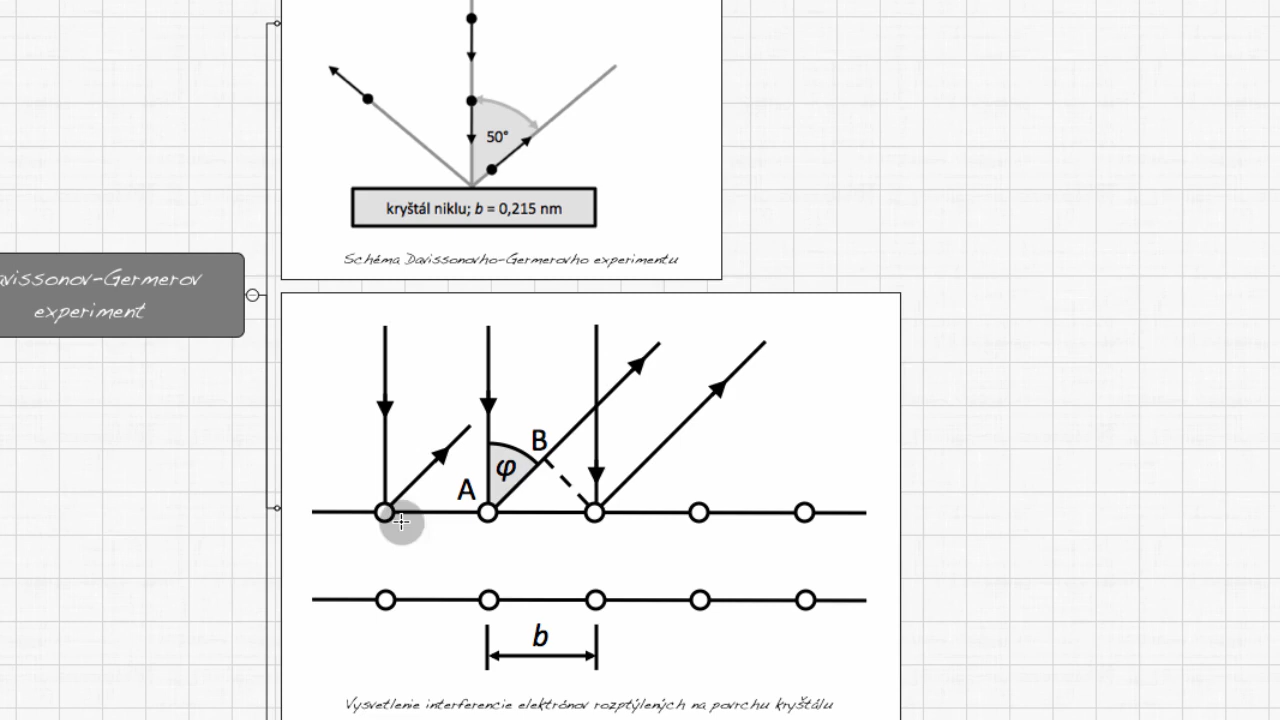 50°
kryštál niklu; b = 0,215 nm
Schéma Davissonovho-Germerovho experimentu
avissonov-Germerov
experiment
B
φ
A
b
Vysvetlenie interferencie elektrónov rozptýlených na povrchu kryštálu